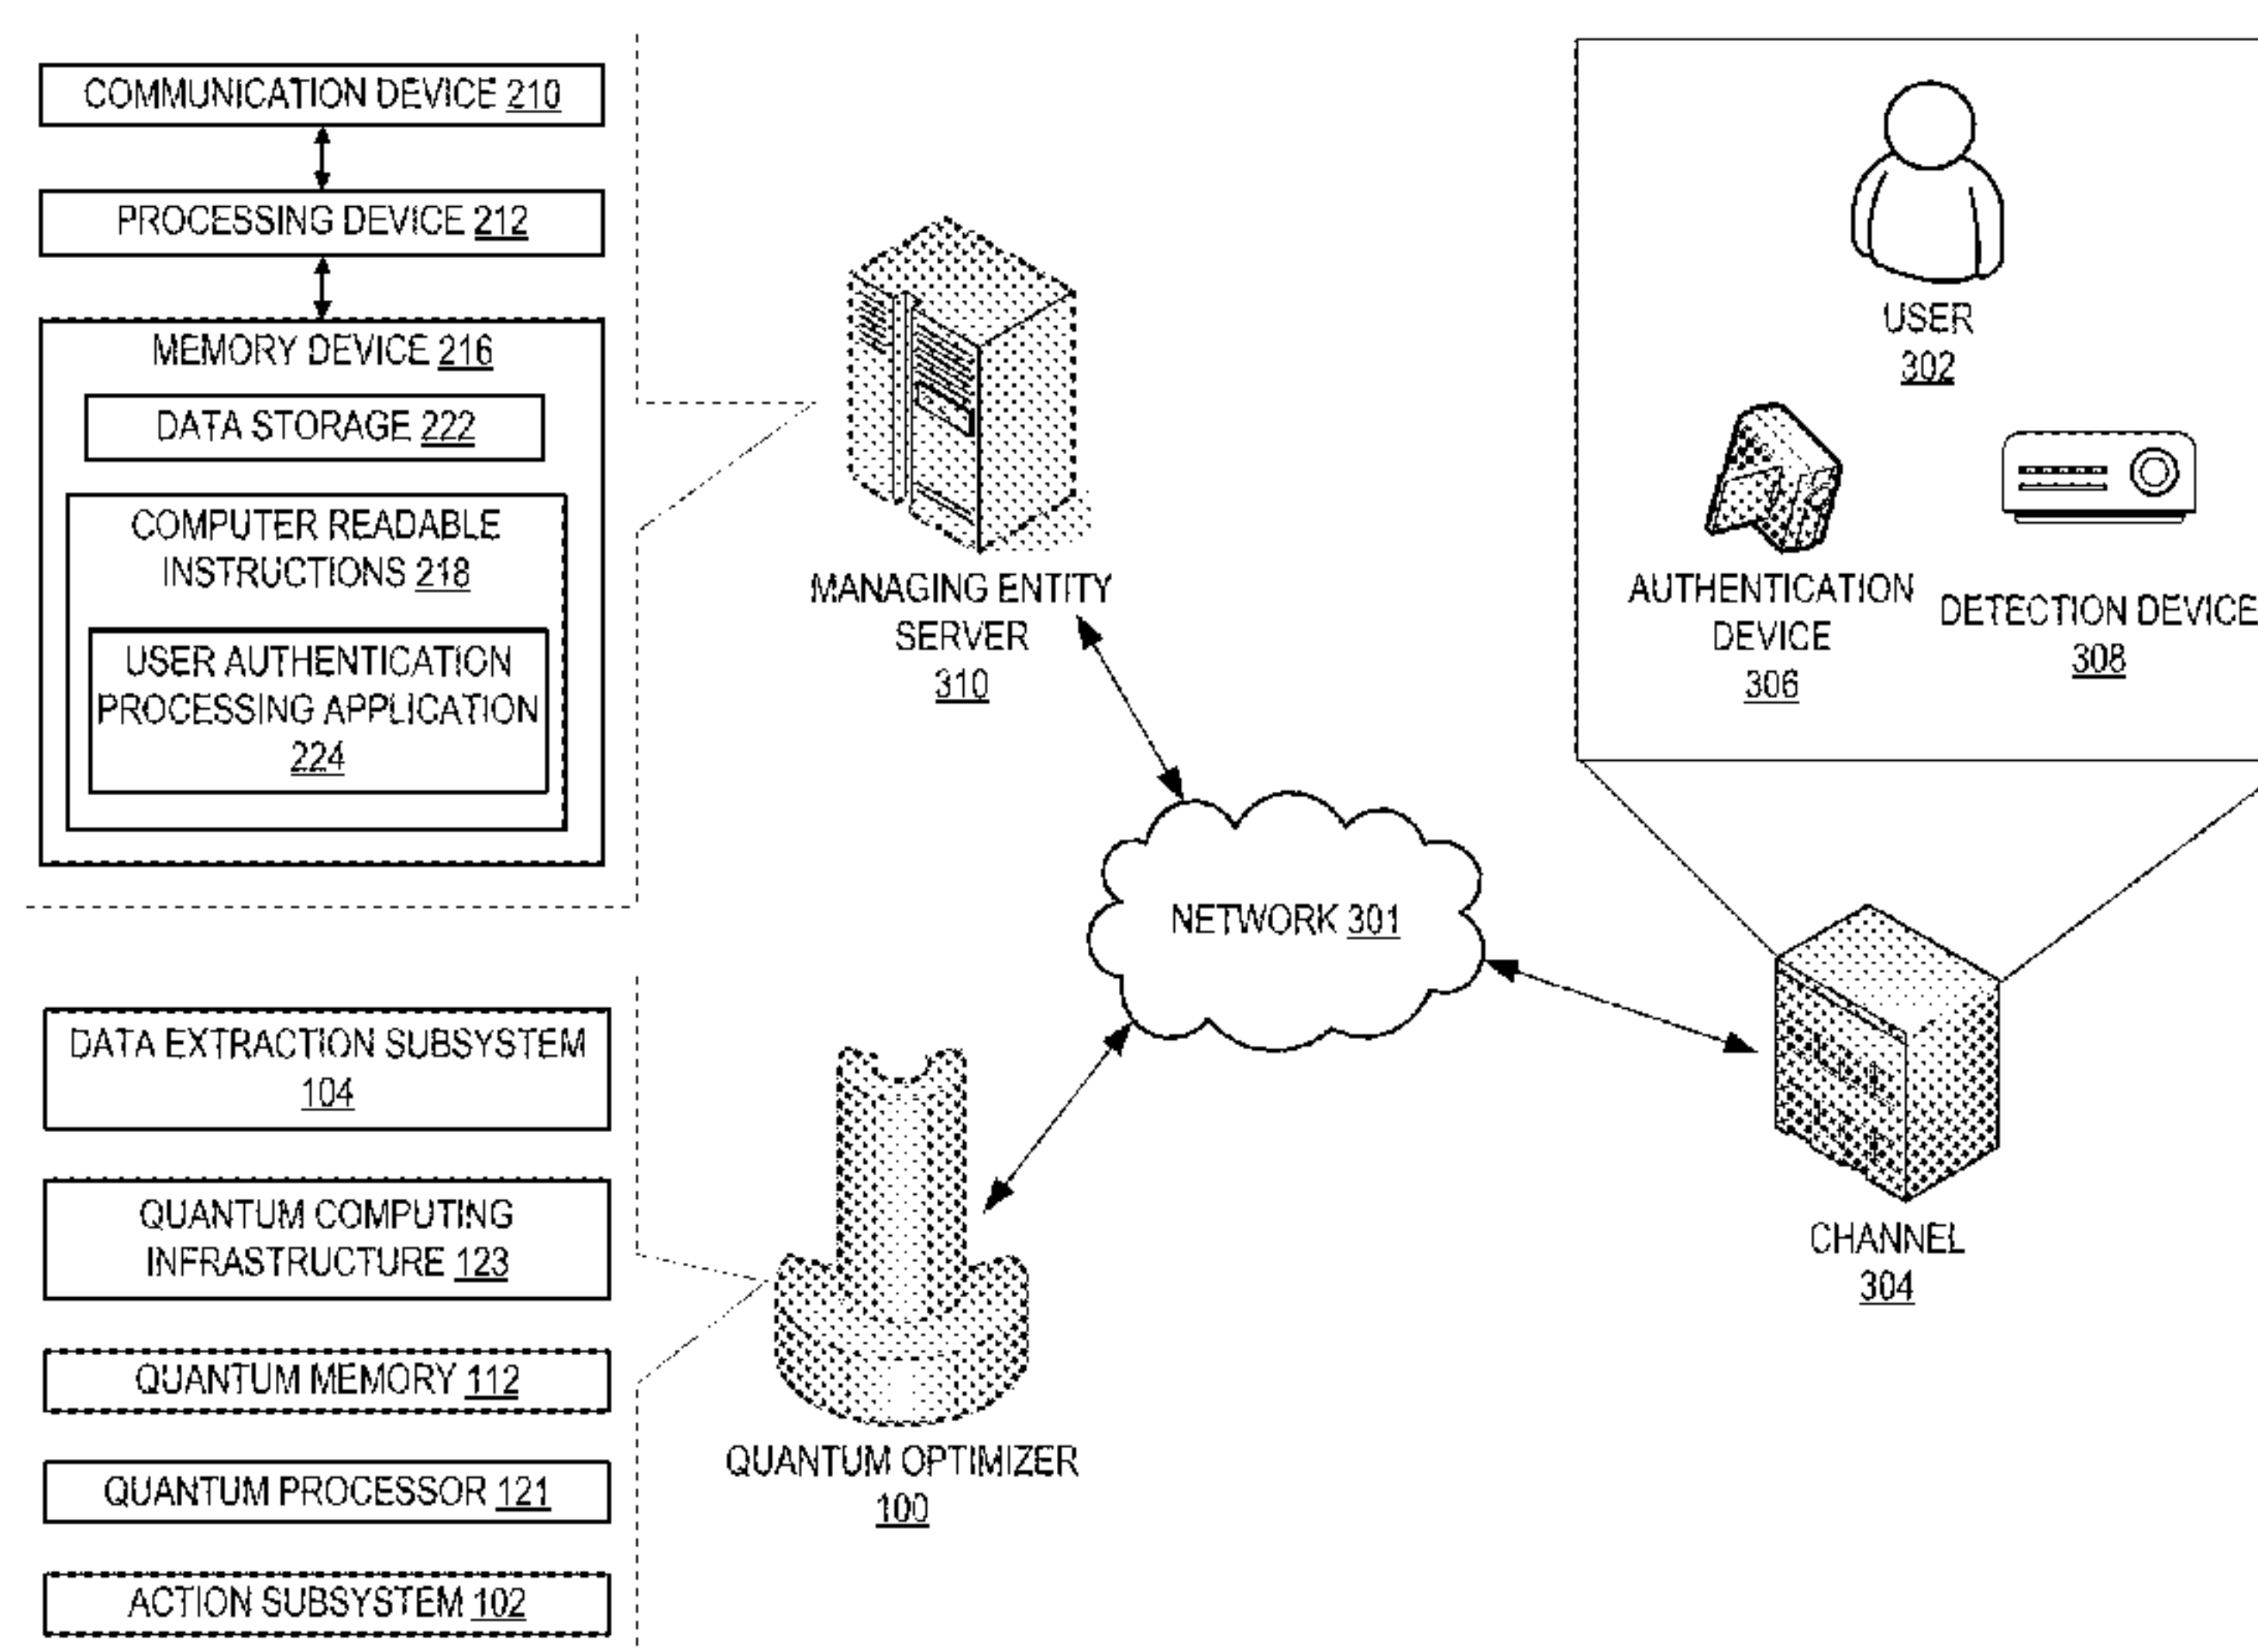 COMMUNICATION DEVICE 210
PROCESSING DEVICE 212
MEMORY DEVICE 216
DATA STORAGE 222
COMPUTER READABLE
INSTRUCTIONS 218
USER AUTHENTICATION
PROCESSING APPLICATION
224
MANAGING ENTITY
SERVER
310
USER
302
AUTHENTICATION
DEVICE
306
DETECTION DEVICE
308
NETWORK 301
CHANNEL
304
DATA EXTRACTION SUBSYSTEM
104
QUANTUM COMPUTING
INFRASTRUCTURE 123
QUANTUM MEMORY 112
QUANTUM PROCESSOR 121
ACTION SUBSYSTEM 102
QUANTUM OPTIMIZER
100